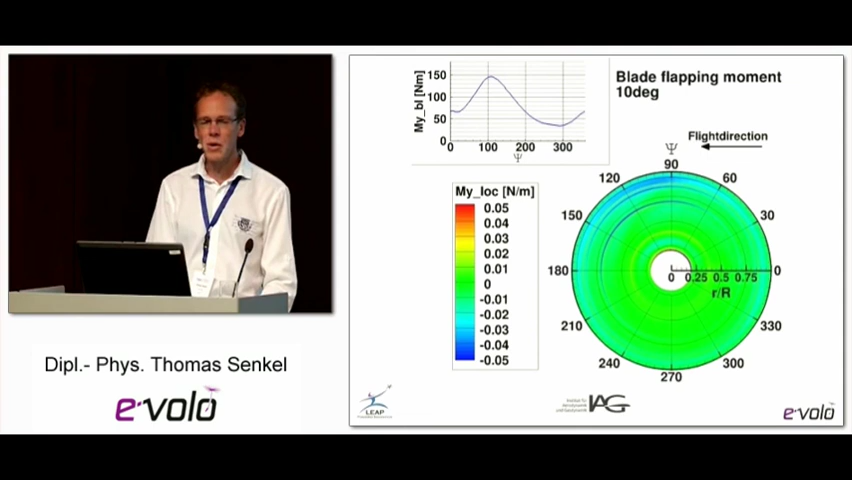 Blade flapping moment
10deg
My_bl [Nm]
150
100
50
0
0 100 200 300
Ψ
Flightdirection
Ψ
90
120 60
150 30
180 0
210 330
240 300
270
0 0.25 0.5 0.75
r/R
My_loc [N/m]
0.05
0.04
0.03
0.02
0.01
0
-0.01
-0.02
-0.03
-0.04
-0.05
Dipl.- Phys. Thomas Senkel
e-volo
LEAP
IAG
e-volo